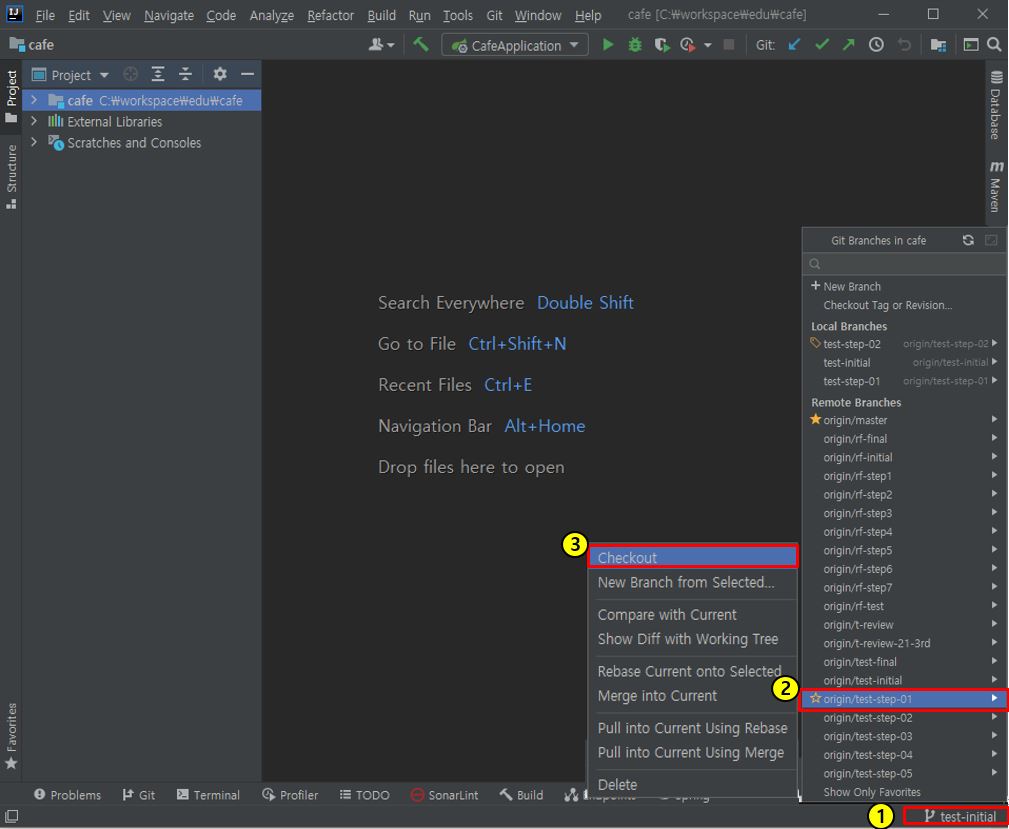 IJ File Edit View Navigate Code Analyze Refactor Build Run Tools Git Window Help cafe [C:₩workspace₩edu₩cafe]
cafe CafeApplication Git:
Project
cafe C:₩workspace₩edu₩cafe
External Libraries
Scratches and Consoles
Project
Structure
Favorites
Database
m Maven
Search Everywhere Double Shift
Go to File Ctrl+Shift+N
Recent Files Ctrl+E
Navigation Bar Alt+Home
Drop files here to open
Git Branches in cafe
+ New Branch
Checkout Tag or Revision...
Local Branches
test-step-02 origin/test-step-02
test-initial origin/test-initial
test-step-01 origin/test-step-01
Remote Branches
origin/master
origin/rf-final
origin/rf-initial
origin/rf-step1
origin/rf-step2
origin/rf-step3
origin/rf-step4
origin/rf-step5
origin/rf-step6
origin/rf-step7
origin/rf-test
origin/t-review
origin/t-review-21-3rd
origin/test-final
origin/test-initial
2 origin/test-step-01
origin/test-step-02
origin/test-step-03
origin/test-step-04
origin/test-step-05
Show Only Favorites
3 Checkout
New Branch from Selected...
Compare with Current
Show Diff with Working Tree
Rebase Current onto Selected
Merge into Current
Pull into Current Using Rebase
Pull into Current Using Merge
Delete
Problems Git Terminal Profiler TODO SonarLint Build
1 test-initial